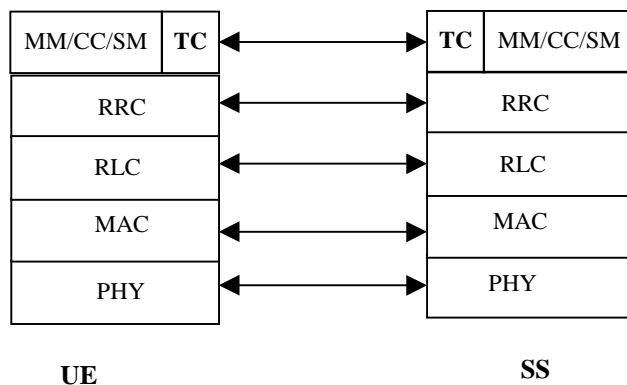 MM/CC/SM TC TC MM/CC/SM
RRC RRC
RLC RLC
MAC MAC
PHY PHY
UE SS